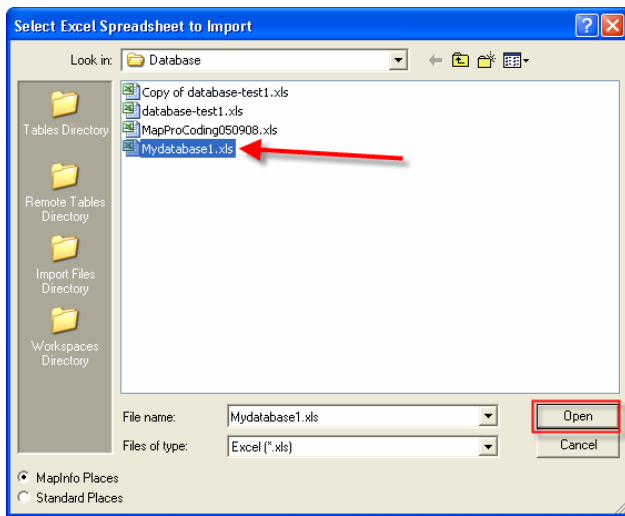 Select Excel Spreadsheet to Import
Look in: Database
Copy of database-test1.xls
database-test1.xls
MapProCoding050908.xls
Mydatabase1.xls
Tables Directory
Remote Tables
Directory
Import Files
Directory
Workspaces
Directory
File name: Mydatabase1.xls Open
Files of type: Excel (*.xls) Cancel
MapInfo Places
Standard Places